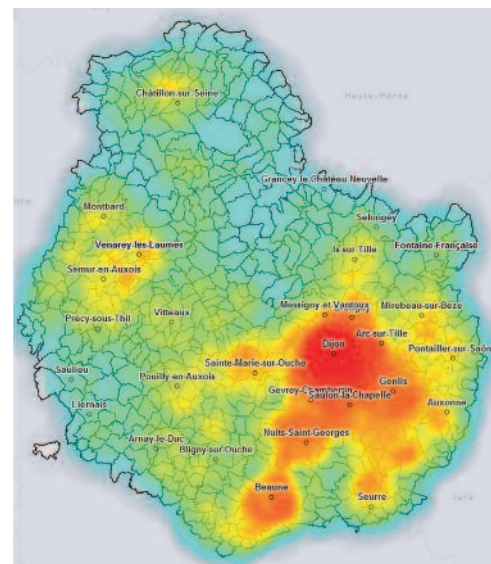 Haute-Marne
Châtillon-sur-Seine
Grancey le Château Neuvelle
Montbard
Selongey
Venarey-les-Laumes
Is sur-Tille
Fontaine-Française
Semur-en-Auxois
Messigny et Vantoux
Mirebeau-sur-Bèze
Précy-sous-Thil
Vitteaux
Arc-sur-Tille
Dijon
Pontailler-sur-Saôn
Sainte-Marie-sur-Ouche
Saulieu
Pouilly-en-Auxois
Genlis
Gevrey-Chambertin
Saulon-la-Chapelle
Liernais
Auxonne
Arnay-le-Duc
Nuits-Saint-Georges
Bligny-sur-Ouche
Beaune
Seurre
Jura